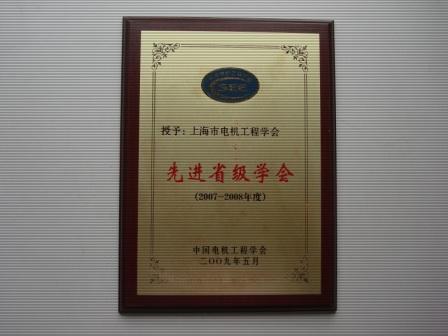 授予：上海市电机工程学会
先进省级学会
(2007-2008年度)
中国电机工程学会
二〇〇九年五月